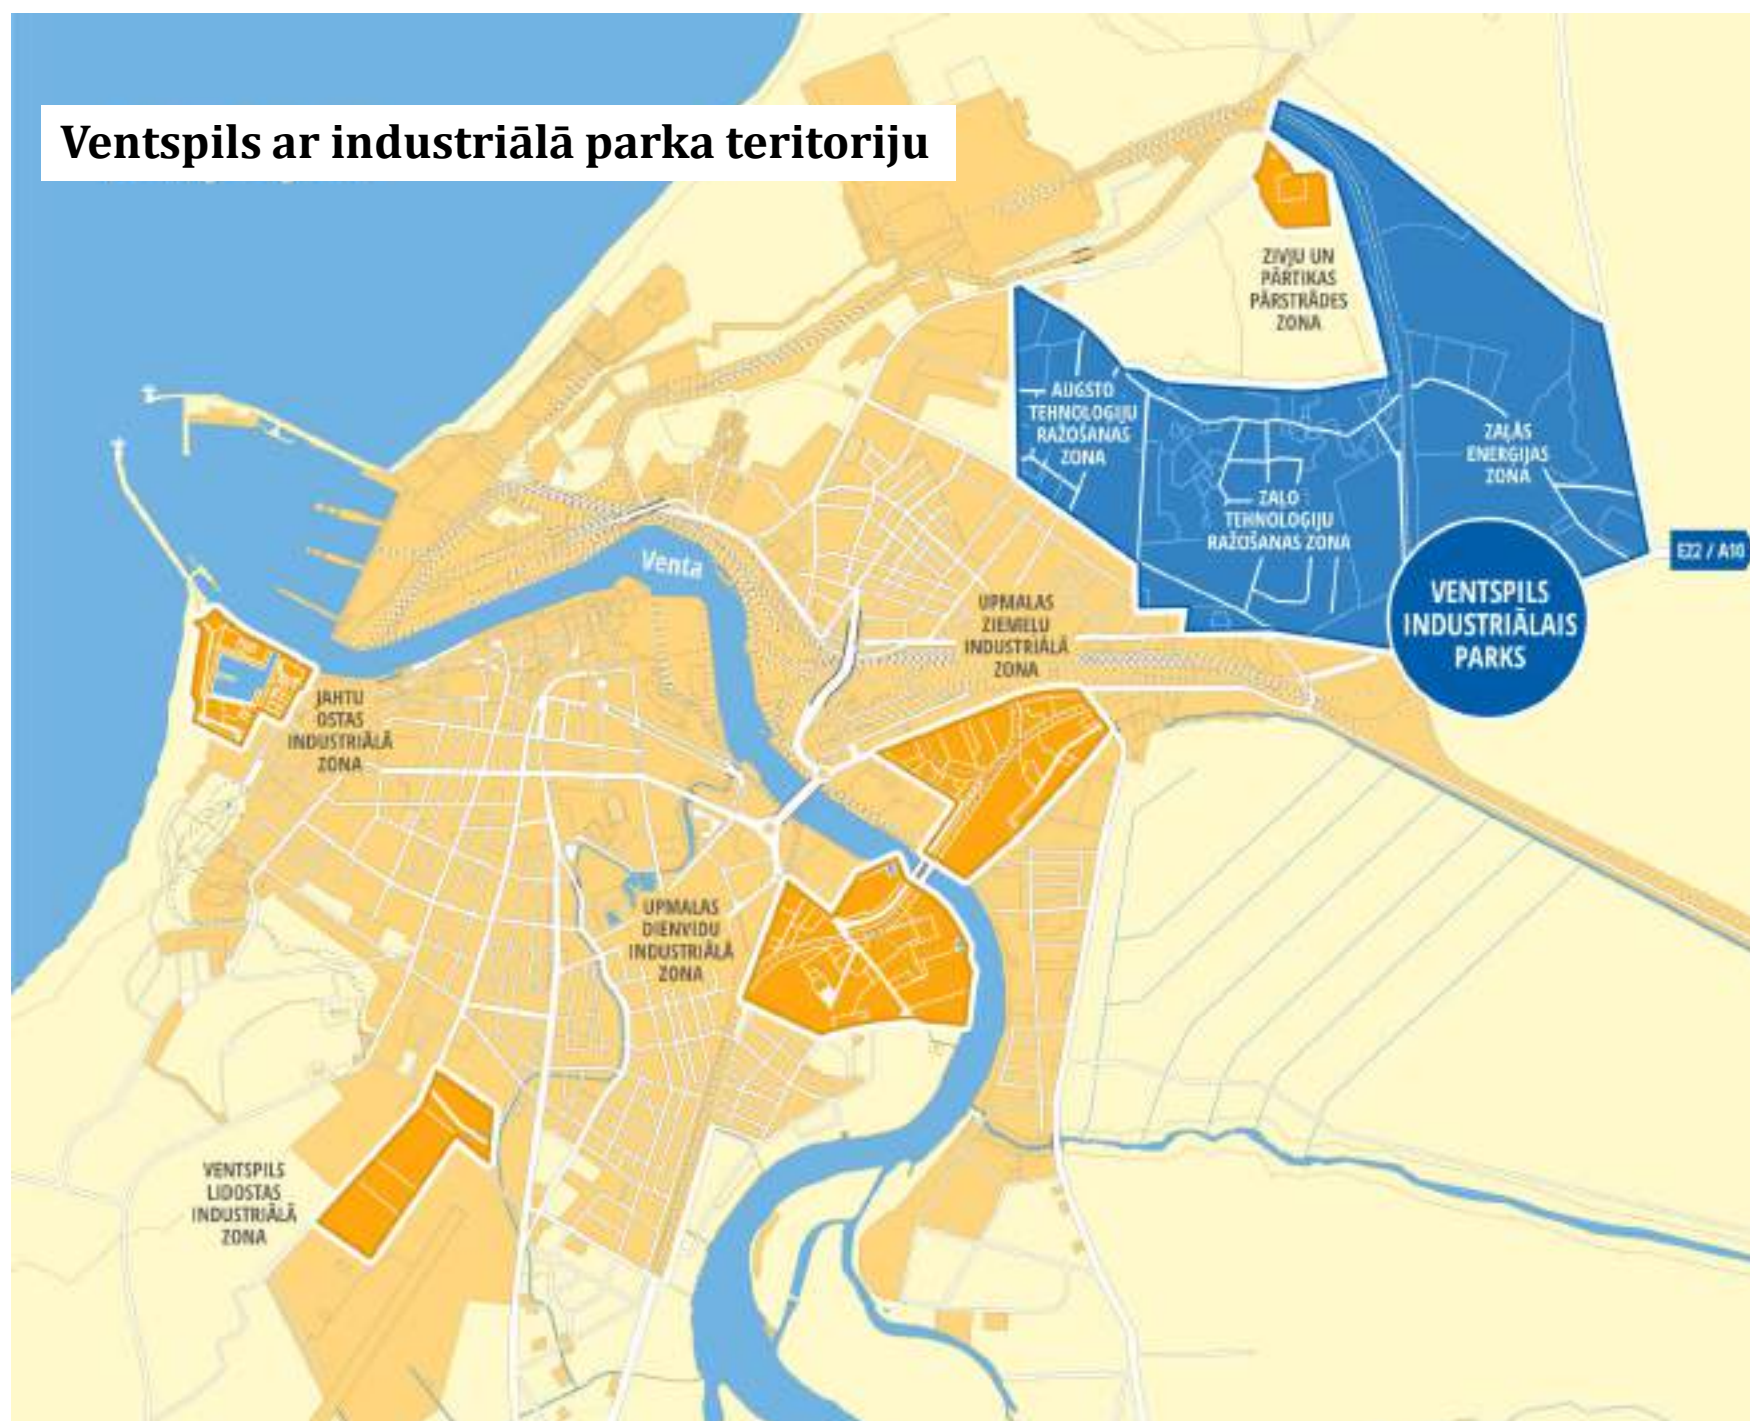 Ventspils ar industriālā parka teritoriju
ZIVJU UN
PĀRTIKAS
PĀRSTRĀDES
ZONA
AUGSTO
TEHNOLOĢIJU
RAŽOŠANAS
ZONA
ZAĻĀS
ENERĢIJAS
ZONA
ZAĻO
TEHNOLOĢIJU
RAŽOŠANAS ZONA
E22 / A10
VENTSPILS
INDUSTRIĀLAIS
PARKS
Venta
UPMALAS
ZIEMEĻU
INDUSTRIĀLĀ
ZONA
JAHTU
OSTAS
INDUSTRIĀLĀ
ZONA
UPMALAS
DIENVIDU
INDUSTRIĀLĀ
ZONA
VENTSPILS
LIDOSTAS
INDUSTRIĀLĀ
ZONA